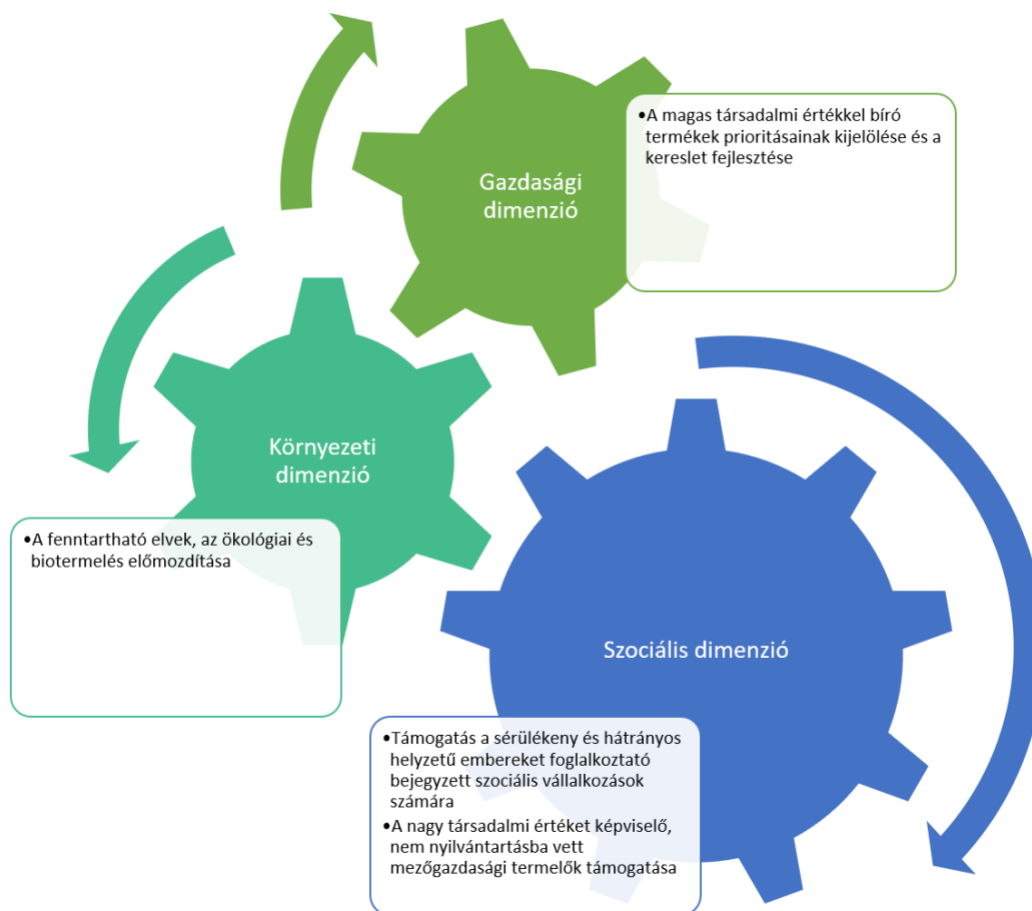 Gazdasági
dimenzió
•A magas társadalmi értékkel bíró
termékek prioritásainak kijelölése és a
kereslet fejlesztése
Környezeti
dimenzió
•A fenntartható elvek, az ökológiai és
biotermelés előmozdítása
Szociális dimenzió
•Támogatás a sérülékeny és hátrányos
helyzetű embereket foglalkoztató
bejegyzett szociális vállalkozások
számára
•A nagy társadalmi értéket képviselő,
nem nyilvántartásba vett
mezőgazdasági termelők támogatása